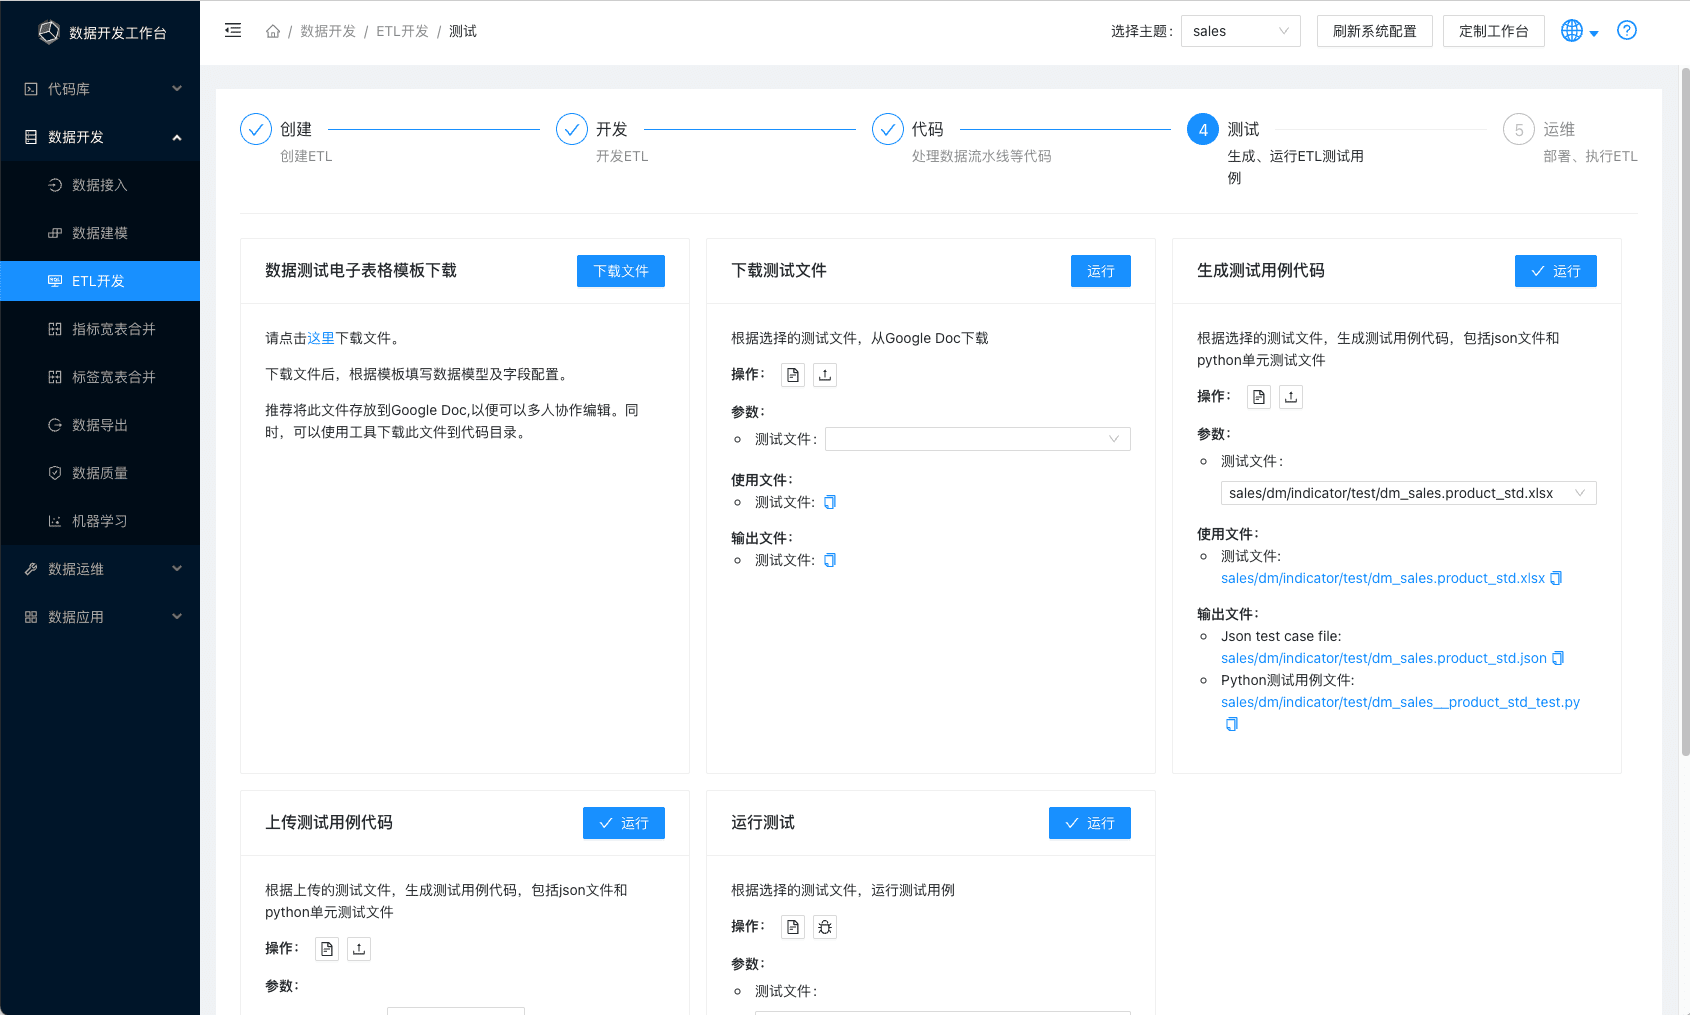 数据开发工作台
代码库
数据开发
数据接入
数据建模
ETL开发
指标宽表合并
标签宽表合并
数据导出
数据质量
机器学习
数据运维
数据应用
/ 数据开发 / ETL开发 / 测试
选择主题： sales
刷新系统配置
定制工作台
创建
创建ETL
开发
开发ETL
代码
处理数据流水线等代码
4 测试
生成、运行ETL测试用
例
5 运维
部署、执行ETL
数据测试电子表格模板下载
下载文件
请点击这里下载文件。
下载文件后，根据模板填写数据模型及字段配置。
推荐将此文件存放到Google Doc,以便可以多人协作编辑。同
时，可以使用工具下载此文件到代码目录。
下载测试文件
运行
根据选择的测试文件，从Google Doc下载
操作：
参数：
测试文件：
使用文件：
测试文件：
输出文件：
测试文件：
生成测试用例代码
运行
根据选择的测试文件，生成测试用例代码，包括json文件和
python单元测试文件
操作：
参数：
测试文件：
sales/dm/indicator/test/dm_sales.product_std.xlsx
使用文件：
测试文件：
sales/dm/indicator/test/dm_sales.product_std.xlsx
输出文件：
Json test case file:
sales/dm/indicator/test/dm_sales.product_std.json
Python测试用例文件:
sales/dm/indicator/test/dm_sales__product_std_test.py
上传测试用例代码
运行
根据上传的测试文件，生成测试用例代码，包括json文件和
python单元测试文件
操作：
参数：
运行测试
运行
根据选择的测试文件，运行测试用例
操作：
参数：
测试文件：